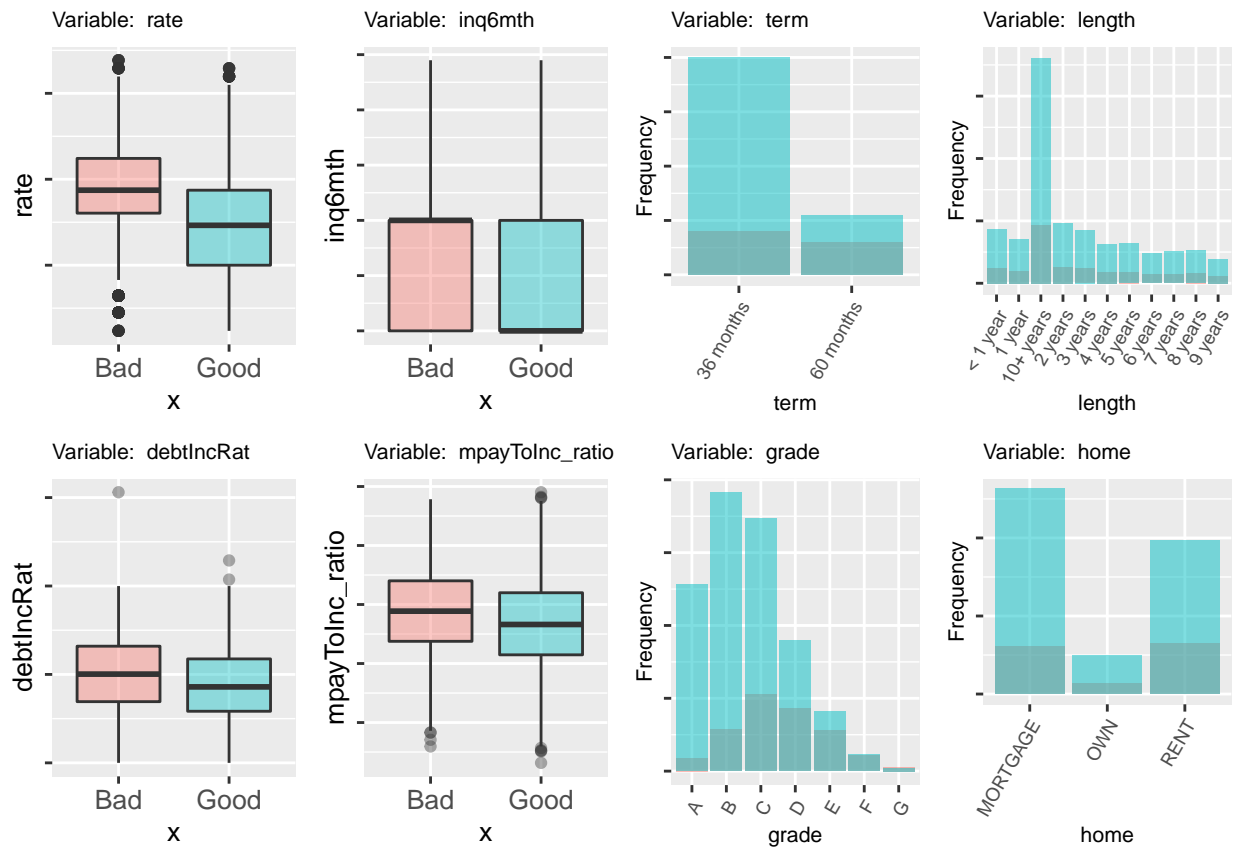 Variable:  rate
rate
Bad
Good
x
Variable:  inq6mth
inq6mth
Bad
Good
x
Variable:  term
Frequency
36 months
60 months
term
Variable:  length
Frequency
< 1 year
1 year
10+ years
2 years
3 years
4 years
5 years
6 years
7 years
8 years
9 years
length
Variable:  debtIncRat
debtIncRat
Bad
Good
x
Variable:  mpayToInc_ratio
mpayToInc_ratio
Bad
Good
x
Variable:  grade
Frequency
A
B
C
D
E
F
G
grade
Variable:  home
Frequency
MORTGAGE
OWN
RENT
home